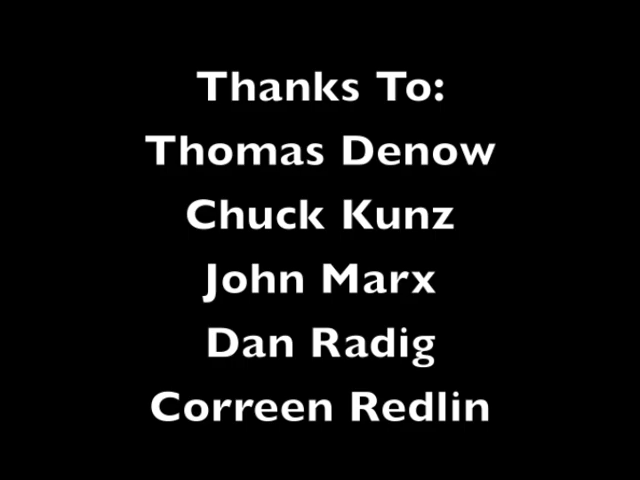 Thanks To:
Thomas Denow
Chuck Kunz
John Marx
Dan Radig
Correen Redlin